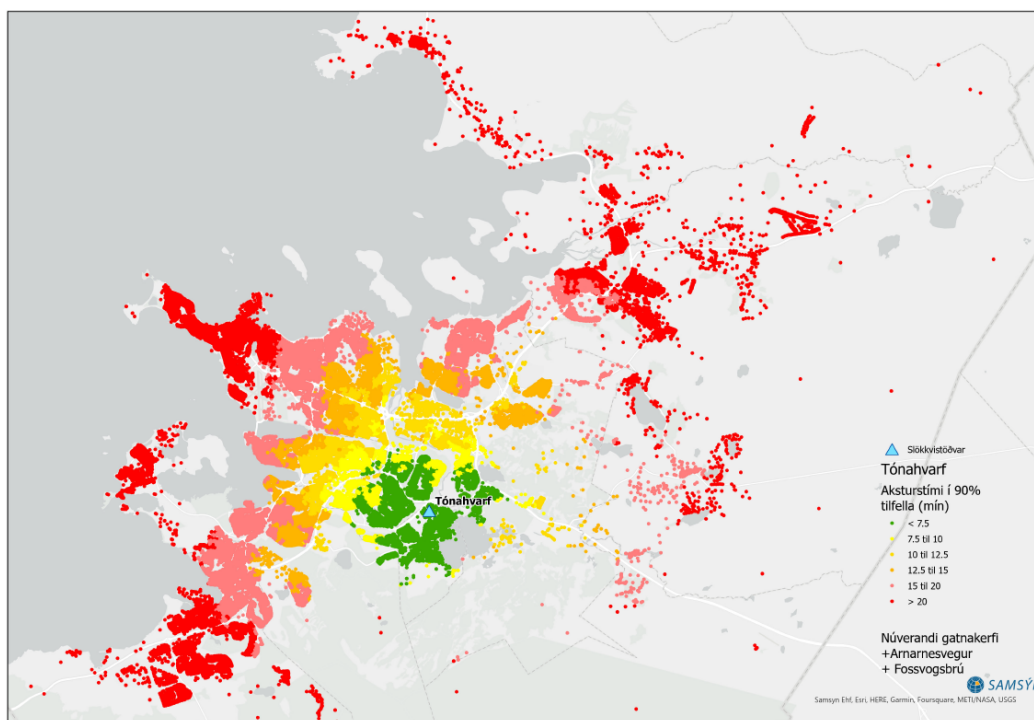 Tónahvarf
Slökkvistöðvar
Tónahvarf
Aksturstími í 90%
tilfella (mín)
< 7.5
7.5 til 10
10 til 12.5
12.5 til 15
15 til 20
> 20
Núverandi gatnakerfi
+Arnarnesvegur
+ Fossvogsbrú
SAMSÝN
Samsyn Ehf, Esri, HERE, Garmin, Foursquare, METI/NASA, USGS